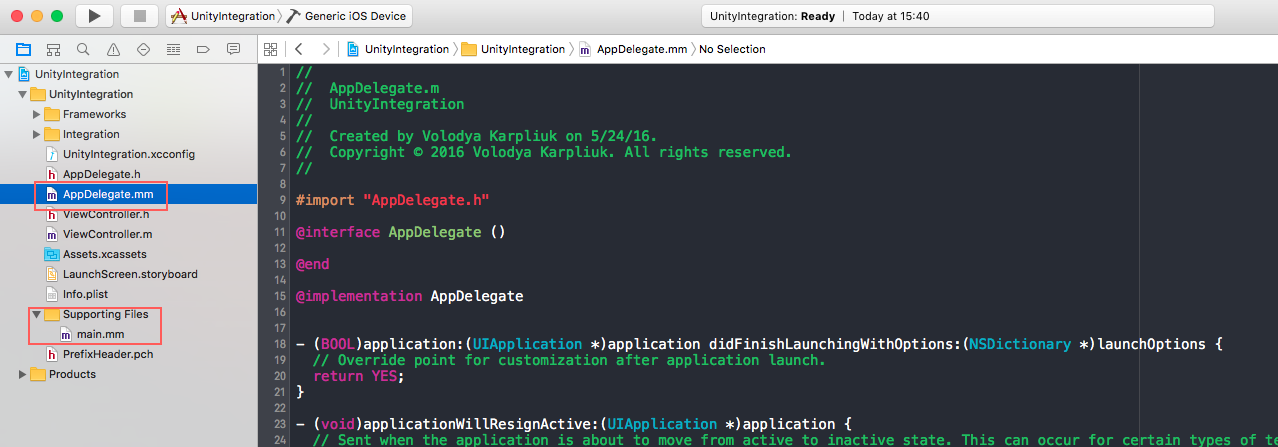 UnityIntegration Generic iOS Device
UnityIntegration: Ready | Today at 15:40
UnityIntegration UnityIntegration AppDelegate.mm No Selection
UnityIntegration
UnityIntegration
Frameworks
Integration
UnityIntegration.xcconfig
AppDelegate.h
AppDelegate.mm
ViewController.h
ViewController.m
Assets.xcassets
LaunchScreen.storyboard
Info.plist
Supporting Files
main.mm
PrefixHeader.pch
Products
1 //
2 //  AppDelegate.m
3 //  UnityIntegration
4 //
5 //  Created by Volodya Karpliuk on 5/24/16.
6 //  Copyright © 2016 Volodya Karpliuk. All rights reserved.
7 //
8
9 #import "AppDelegate.h"
10
11 @interface AppDelegate ()
12
13 @end
14
15 @implementation AppDelegate
16
17
18 - (BOOL)application:(UIApplication *)application didFinishLaunchingWithOptions:(NSDictionary *)launchOptions {
19   // Override point for customization after application launch.
20   return YES;
21 }
22
23 - (void)applicationWillResignActive:(UIApplication *)application {
24   // Sent when the application is about to move from active to inactive state. This can occur for certain types of te